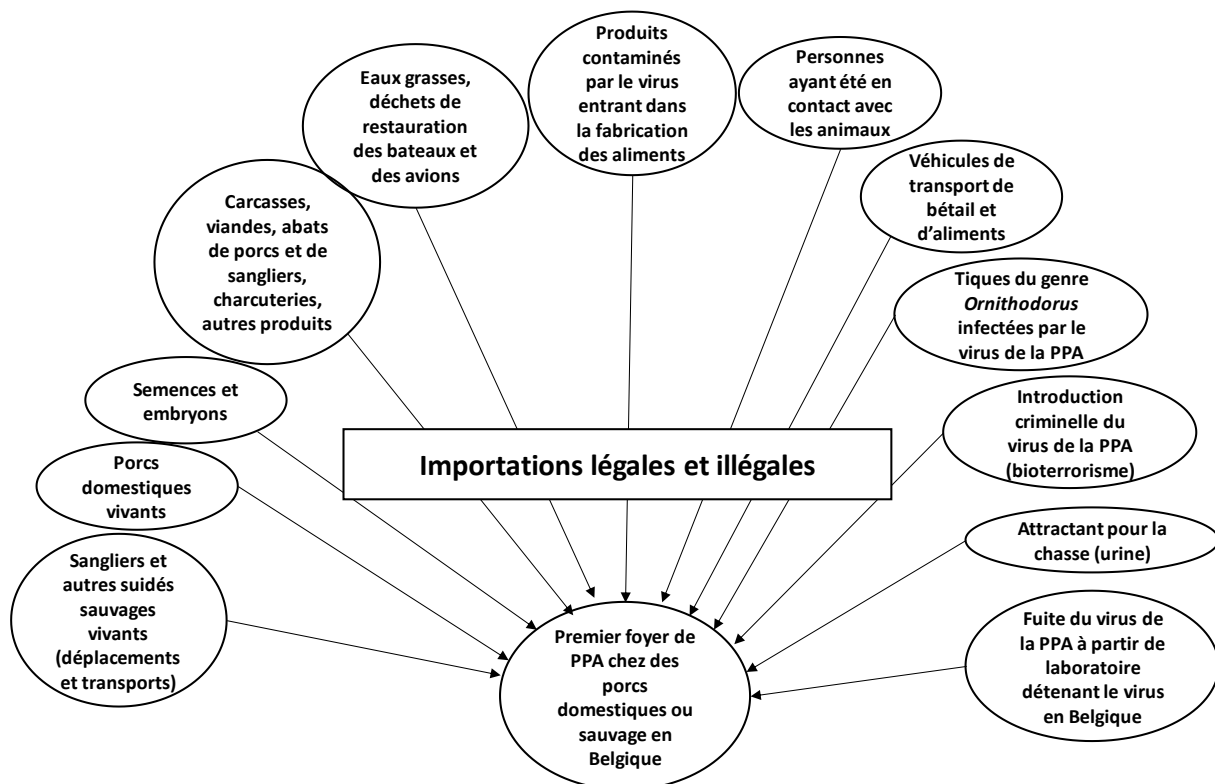 Produits
contaminés
par le virus
entrant dans
la fabrication
des aliments
Personnes
ayant été en
contact avec
les animaux
Eaux grasses,
déchets de
restauration
des bateaux et
des avions
Véhicules de
transport de
bétail et
d’aliments
Carcasses,
viandes, abats
de porcs et de
sangliers,
charcuteries,
autres produits
Tiques du genre
Ornithodorus
infectées par le
virus de la PPA
Semences et
embryons
Introduction
criminelle du
virus de la PPA
(bioterrorisme)
Importations légales et illégales
Porcs
domestiques
vivants
Attractant pour la
chasse (urine)
Sangliers et
autres suidés
sauvages
vivants
(déplacements
et transports)
Premier foyer de
PPA chez des
porcs
domestiques ou
sauvage en
Belgique
Fuite du virus de
la PPA à partir de
laboratoire
détenant le virus
en Belgique